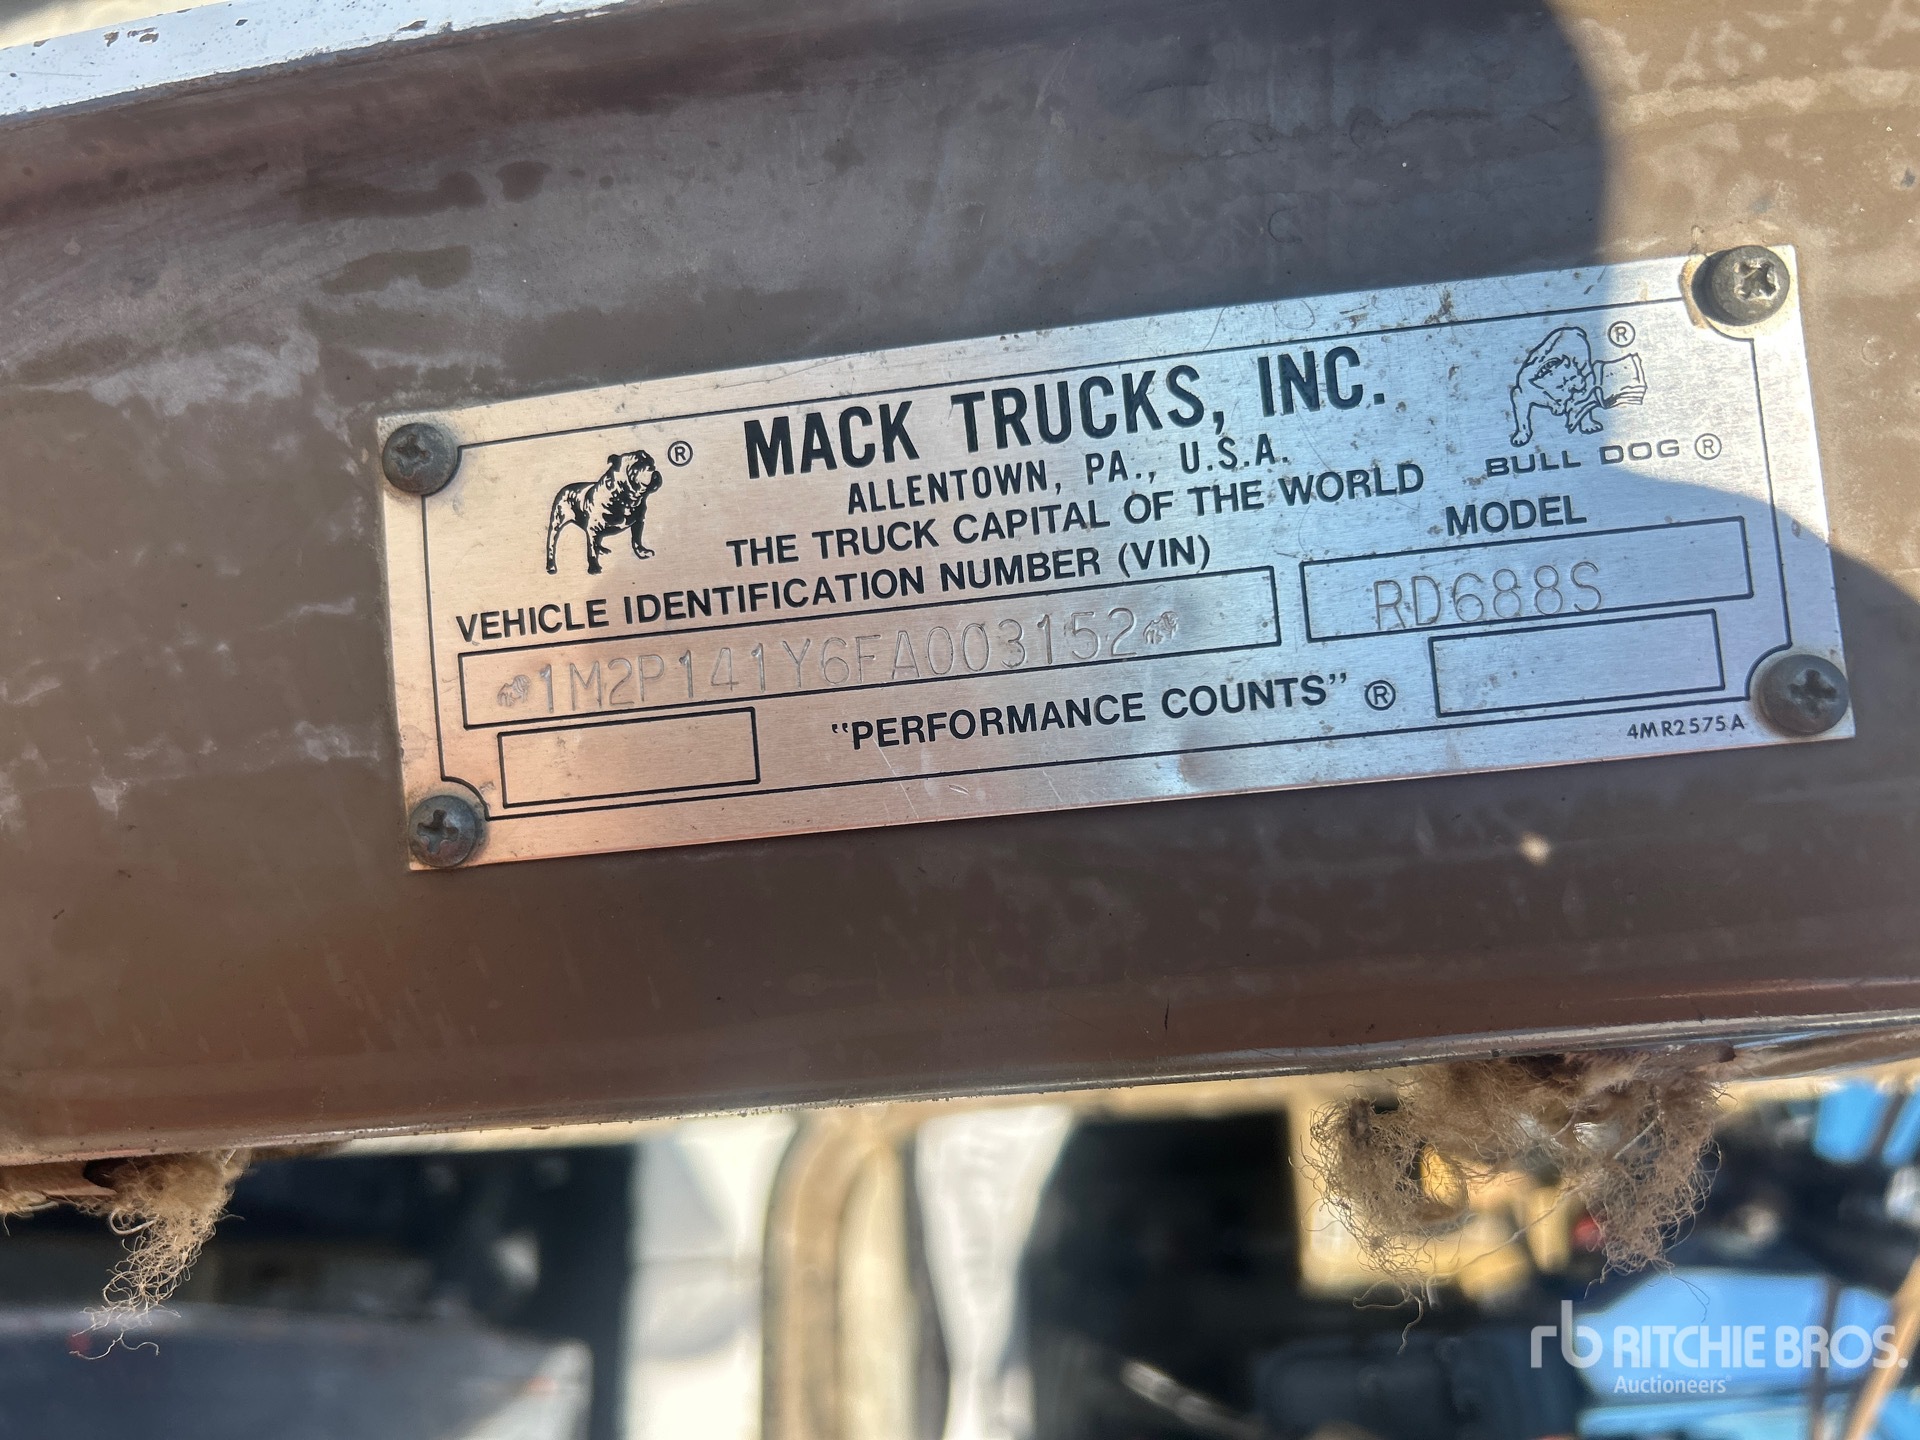 MACK TRUCKS, INC.
ALLENTOWN, PA., U.S.A.
THE TRUCK CAPITAL OF THE WORLD
®
®
BULL DOG ®
VEHICLE IDENTIFICATION NUMBER (VIN)
1M2P141Y6FA003152
MODEL
RD688S
"PERFORMANCE COUNTS" ®
4MR2575A
rb RITCHIE BROS.
Auctioneers